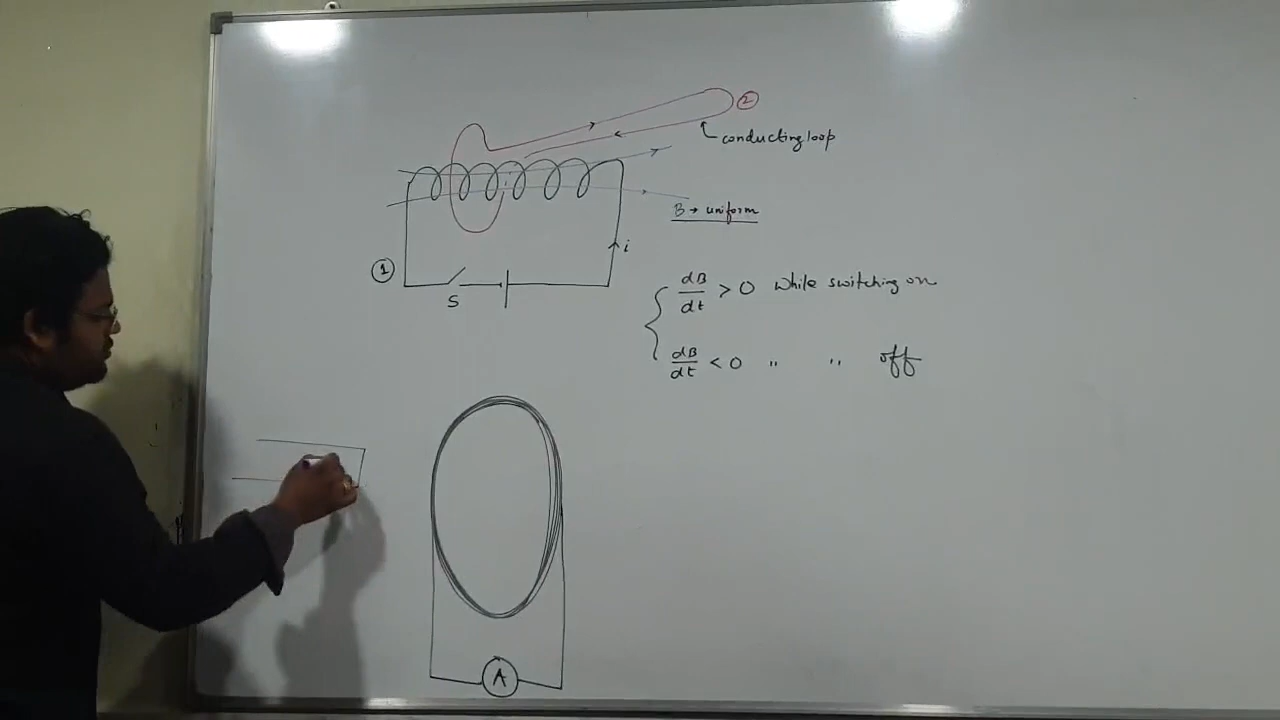 ②
conducting loop
B → uniform
i
①
S
dB/dt > 0 while switching on
dB/dt < 0 " " off
A